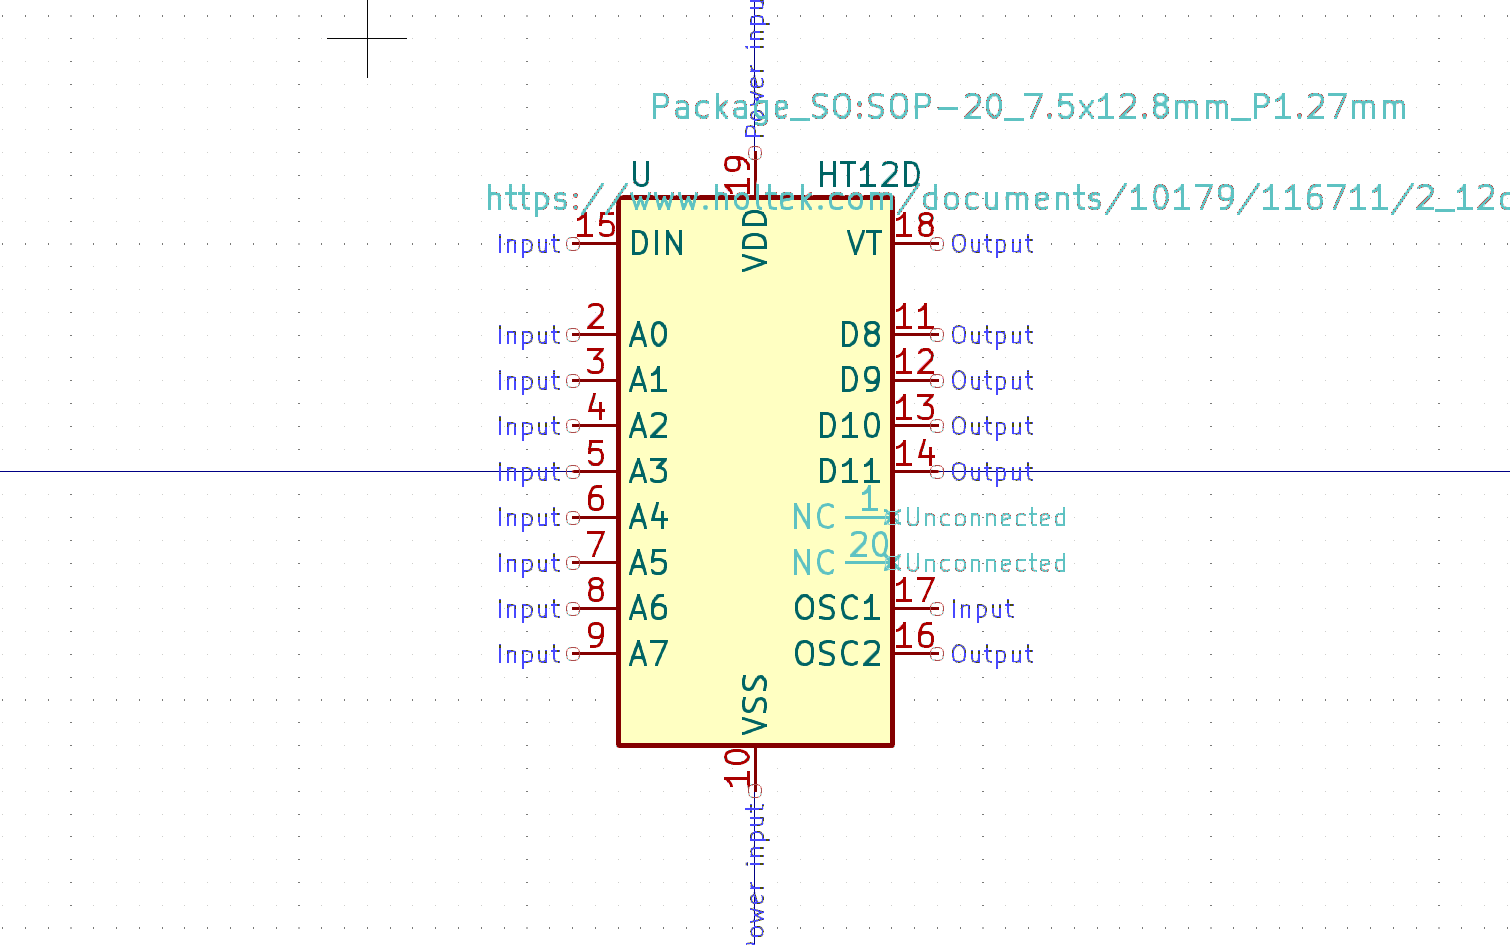 Power input
Package_SO:SOP-20_7.5x12.8mm_P1.27mm
U 19 HT12D
https://www.holtek.com/documents/10179/116711/2_12d
Input 15 DIN VDD VT 18 Output
Input 2 A0 D8 11 Output
Input 3 A1 D9 12 Output
Input 4 A2 D10 13 Output
Input 5 A3 D11 14 Output
Input 6 A4 NC 1 Unconnected
Input 7 A5 NC 20 Unconnected
Input 8 A6 OSC1 17 Input
Input 9 A7 OSC2 16 Output
VSS
10
ower input